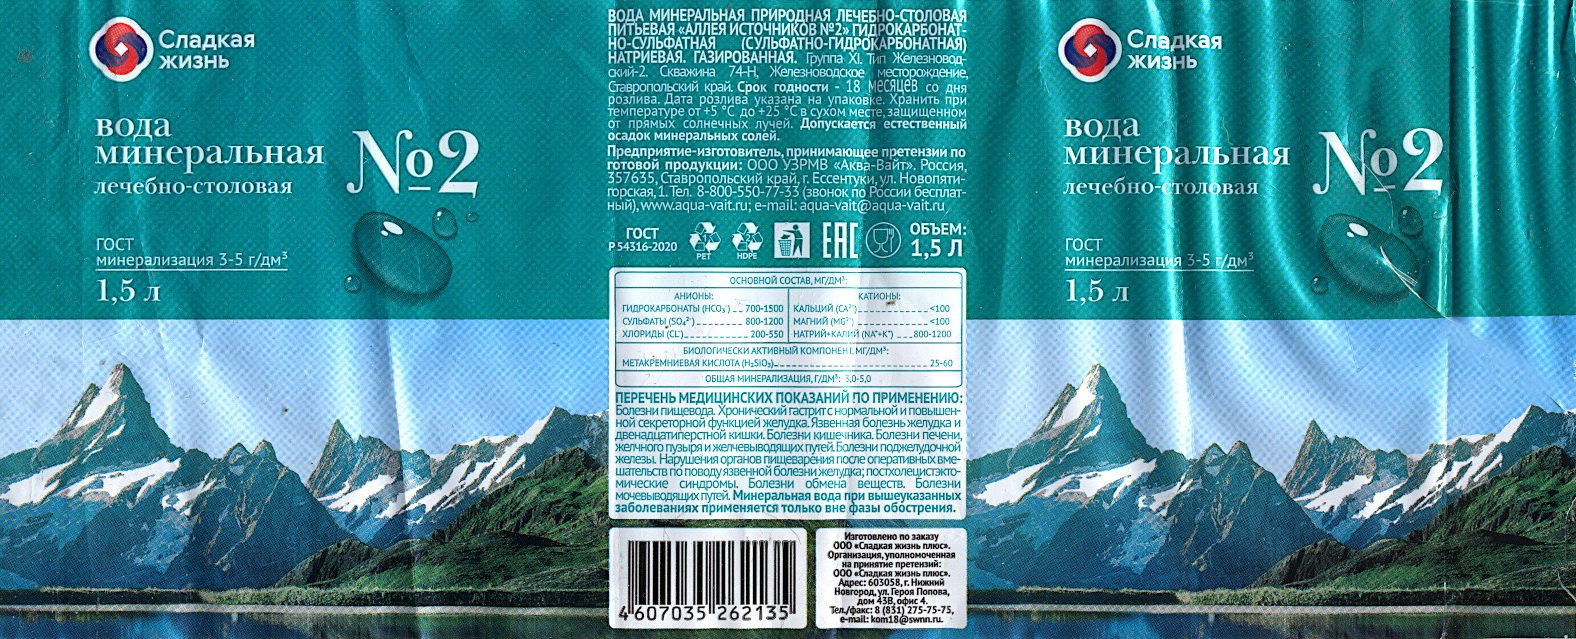 Сладкая
жизнь
вода
минеральная
лечебно-столовая
№2
ГОСТ
минерализация 3-5 г/дм³
1,5 л
ВОДА МИНЕРАЛЬНАЯ ПРИРОДНАЯ ЛЕЧЕБНО-СТОЛОВАЯ
ПИТЬЕВАЯ «АЛЛЕЯ ИСТОЧНИКОВ №2» ГИДРОКАРБОНАТ-
НО-СУЛЬФАТНАЯ (СУЛЬФАТНО-ГИДРОКАРБОНАТНАЯ)
НАТРИЕВАЯ. ГАЗИРОВАННАЯ. Группа XI. Тип Железновод-
ский-2. Скважина 74-Н, Железноводское месторождение,
Ставропольский край. Срок годности - 18 месяцев со дня
розлива. Дата розлива указана на упаковке. Хранить при
температуре от +5 °С до +25 °С в сухом месте, защищенном
от прямых солнечных лучей. Допускается естественный
осадок минеральных солей.
Предприятие-изготовитель, принимающее претензии по
готовой продукции: ООО УЗРМВ «Аква-Вайт». Россия,
357635, Ставропольский край, г. Ессентуки, ул. Новопяти-
горская, 1. Тел. 8-800-550-77-33 (звонок по России бесплат-
ный), www.aqua-vait.ru; e-mail: aqua-vait@aqua-vait.ru
ГОСТ
Р 54316-2020
1
PET
2
HDPE
EAC
ОБЪЕМ:
1,5 Л
ОСНОВНОЙ СОСТАВ, МГ/ДМ³:
АНИОНЫ:
ГИДРОКАРБОНАТЫ (HCO₃⁻) 700-1500
СУЛЬФАТЫ (SO₄²⁻) 800-1200
ХЛОРИДЫ (CL⁻) 200-350
КАТИОНЫ:
КАЛЬЦИЙ (CA²⁺) <100
МАГНИЙ (MG²⁺) <100
НАТРИЙ+КАЛИЙ (NA⁺+K⁺) 800-1200
БИОЛОГИЧЕСКИ АКТИВНЫЙ КОМПОНЕНТ, МГ/ДМ³:
МЕТАКРЕМНИЕВАЯ КИСЛОТА (H₂SiO₃) 25-60
ОБЩАЯ МИНЕРАЛИЗАЦИЯ, Г/ДМ³: 3,0-5,0
ПЕРЕЧЕНЬ МЕДИЦИНСКИХ ПОКАЗАНИЙ ПО ПРИМЕНЕНИЮ:
Болезни пищевода. Хронический гастрит с нормальной и повышен-
ной секреторной функцией желудка. Язвенная болезнь желудка и
двенадцатиперстной кишки. Болезни кишечника. Болезни печени,
желчного пузыря и желчевыводящих путей. Болезни поджелудочной
железы. Нарушения органов пищеварения после оперативных вме-
шательств по поводу язвенной болезни желудка; постхолецистэкто-
мические синдромы. Болезни обмена веществ. Болезни
мочевыводящих путей. Минеральная вода при вышеуказанных
заболеваниях применяется только вне фазы обострения.
4 607035 262135
Изготовлено по заказу
ООО «Сладкая жизнь плюс».
Организация, уполномоченная
на принятие претензий:
ООО «Сладкая жизнь плюс».
Адрес: 603058, г. Нижний
Новгород, ул. Героя Попова,
дом 43В, офис 4.
Тел./факс: 8 (831) 275-75-75,
e-mail: kom18@swnn.ru.
Сладкая
жизнь
вода
минеральная
лечебно-столовая
№2
ГОСТ
минерализация 3-5 г/дм³
1,5 л